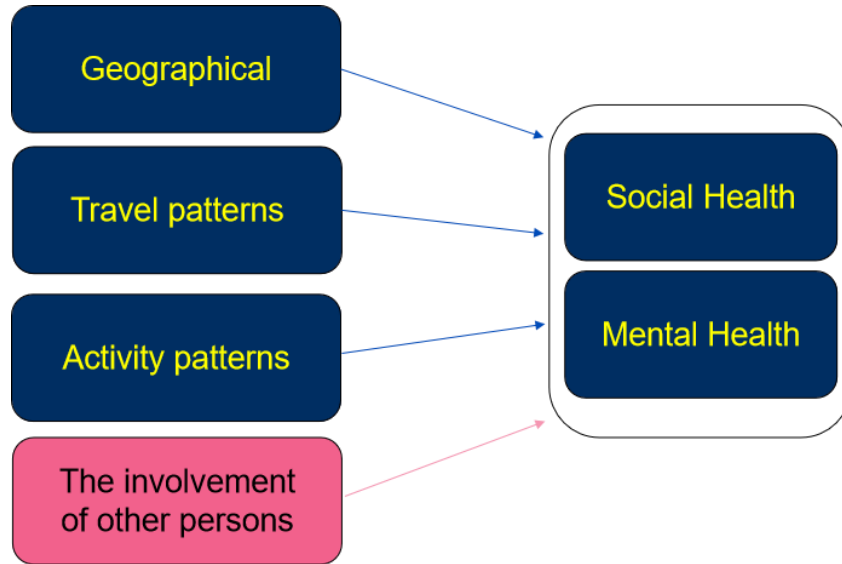 Geographical
Travel patterns
Activity patterns
The involvement
of other persons
Social Health
Mental Health